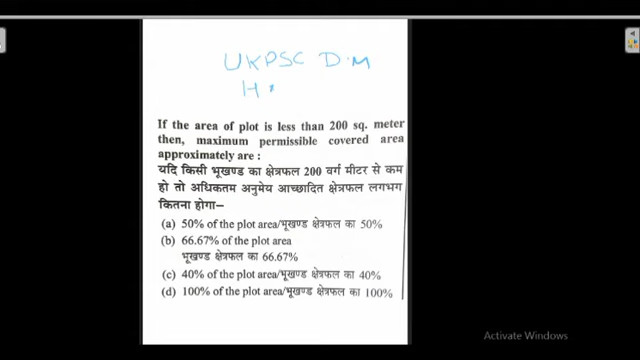 UKPSC D.M
H.
If the area of plot is less than 200 sq. meter
then, maximum permissible covered area
approximately are :
यदि किसी भूखण्ड का क्षेत्रफल 200 वर्ग मीटर से कम
हो तो अधिकतम अनुमेय आच्छादित क्षेत्रफल लगभग
कितना होगा–
(a) 50% of the plot area/भूखण्ड क्षेत्रफल का 50%
(b) 66.67% of the plot area
भूखण्ड क्षेत्रफल का 66.67%
(c) 40% of the plot area/भूखण्ड क्षेत्रफल का 40%
(d) 100% of the plot area/भूखण्ड क्षेत्रफल का 100%
Activate Windows